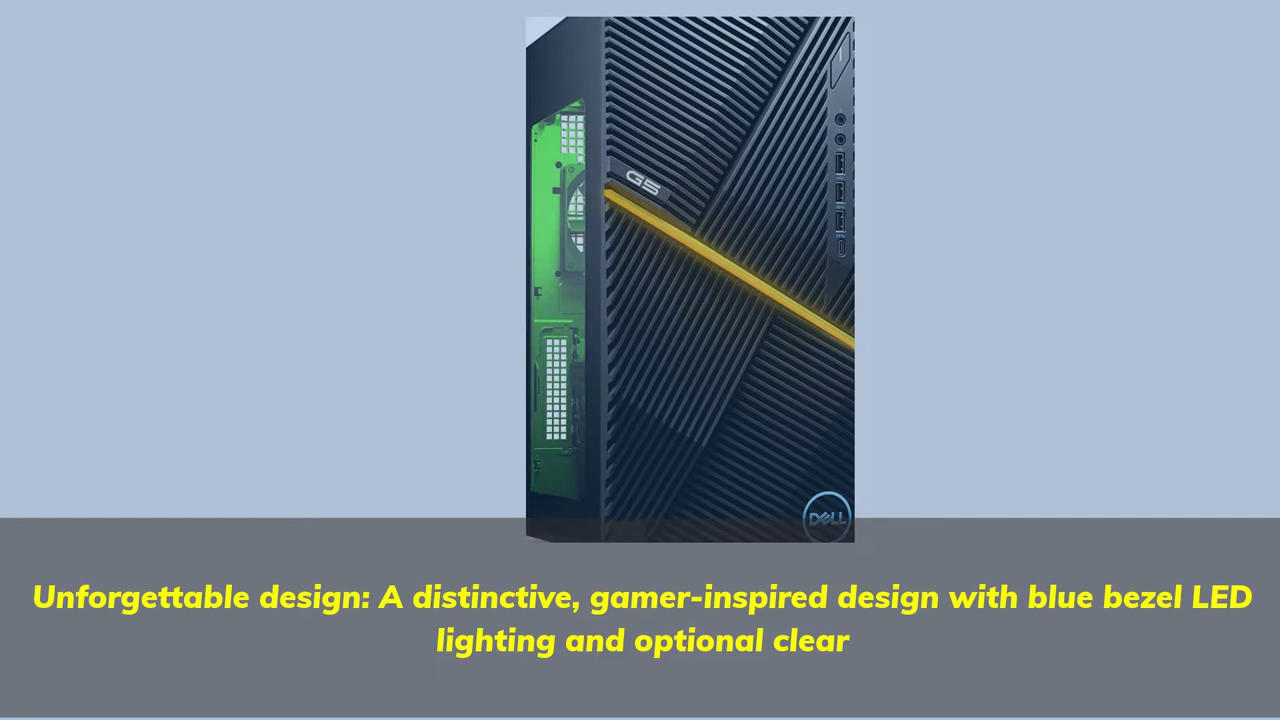 G5
DELL
Unforgettable design: A distinctive, gamer-inspired design with blue bezel LED
lighting and optional clear